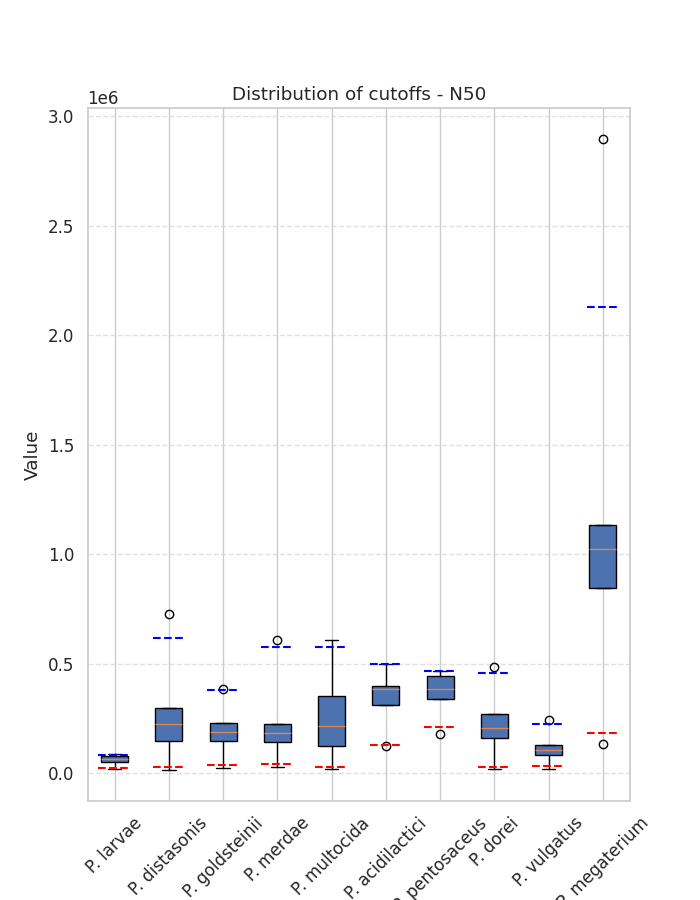 Distribution of cutoffs - N50
1e6
3.0
2.5
2.0
1.5
1.0
0.5
0.0
Value
P. larvae
P. distasonis
P. goldsteinii
P. merdae
P. multocida
P. acidilactici
P. pentosaceus
P. dorei
P. vulgatus
P. megaterium